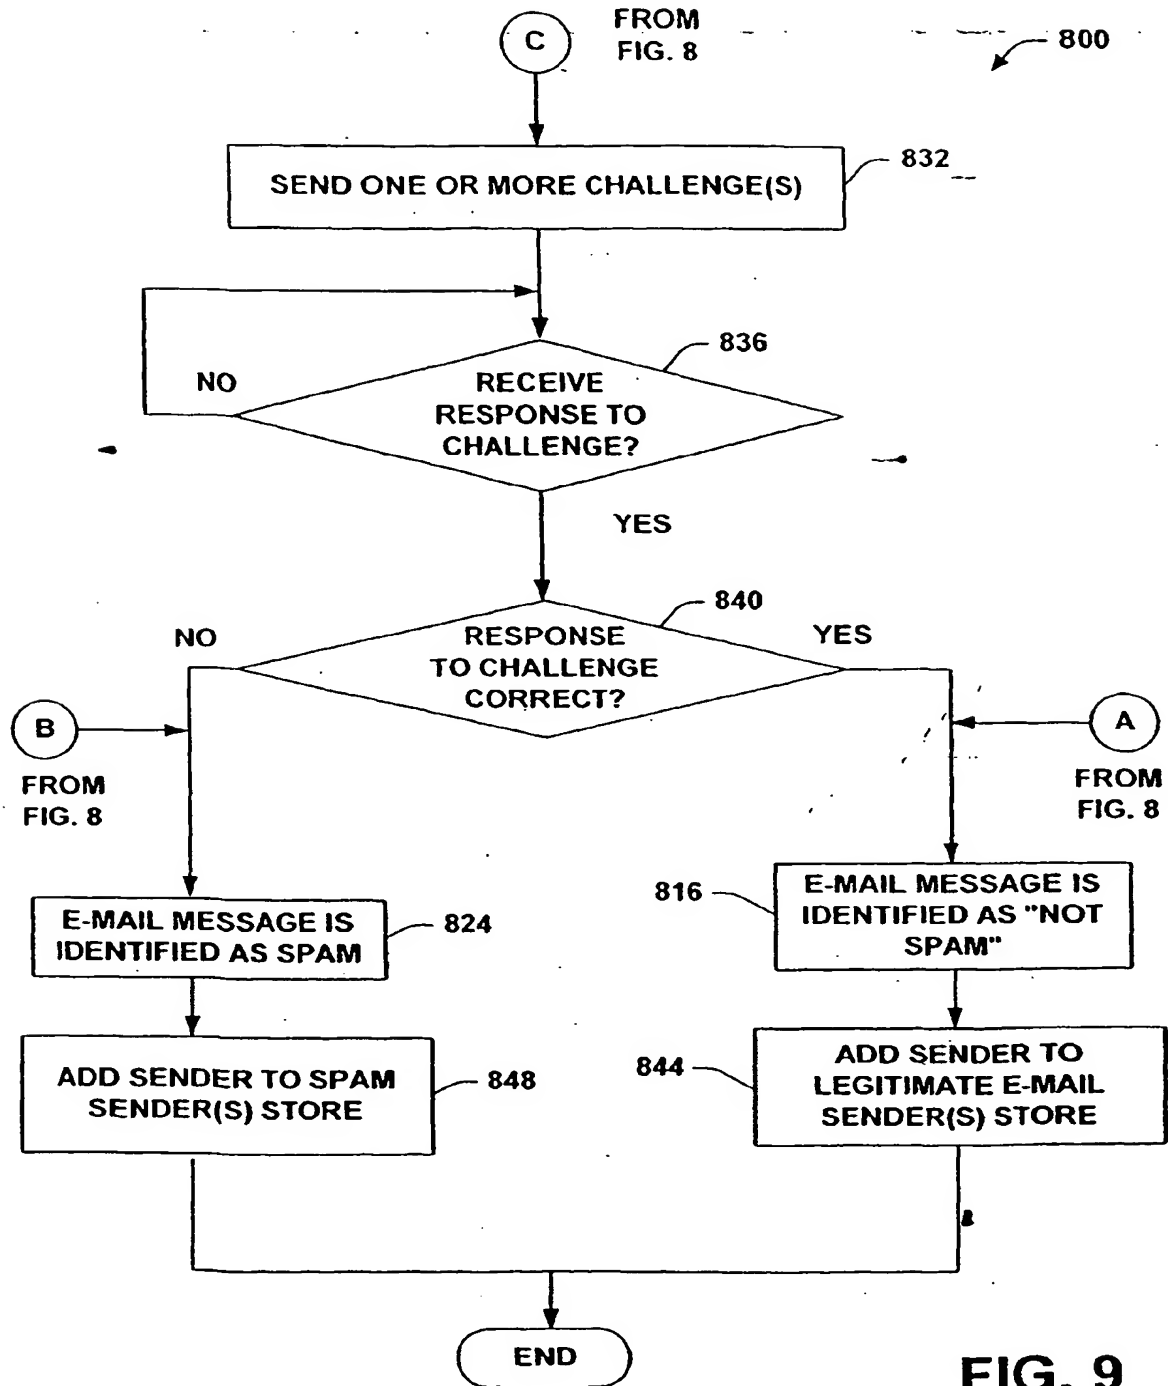 C
FROM
FIG. 8
800
SEND ONE OR MORE CHALLENGE(S)
832
836
NO
RECEIVE
RESPONSE TO
CHALLENGE?
YES
840
NO
RESPONSE
TO CHALLENGE
CORRECT?
YES
B
FROM
FIG. 8
A
FROM
FIG. 8
E-MAIL MESSAGE IS
IDENTIFIED AS SPAM
824
816
E-MAIL MESSAGE IS
IDENTIFIED AS "NOT
SPAM"
ADD SENDER TO SPAM
SENDER(S) STORE
848
844
ADD SENDER TO
LEGITIMATE E-MAIL
SENDER(S) STORE
END
FIG. 9